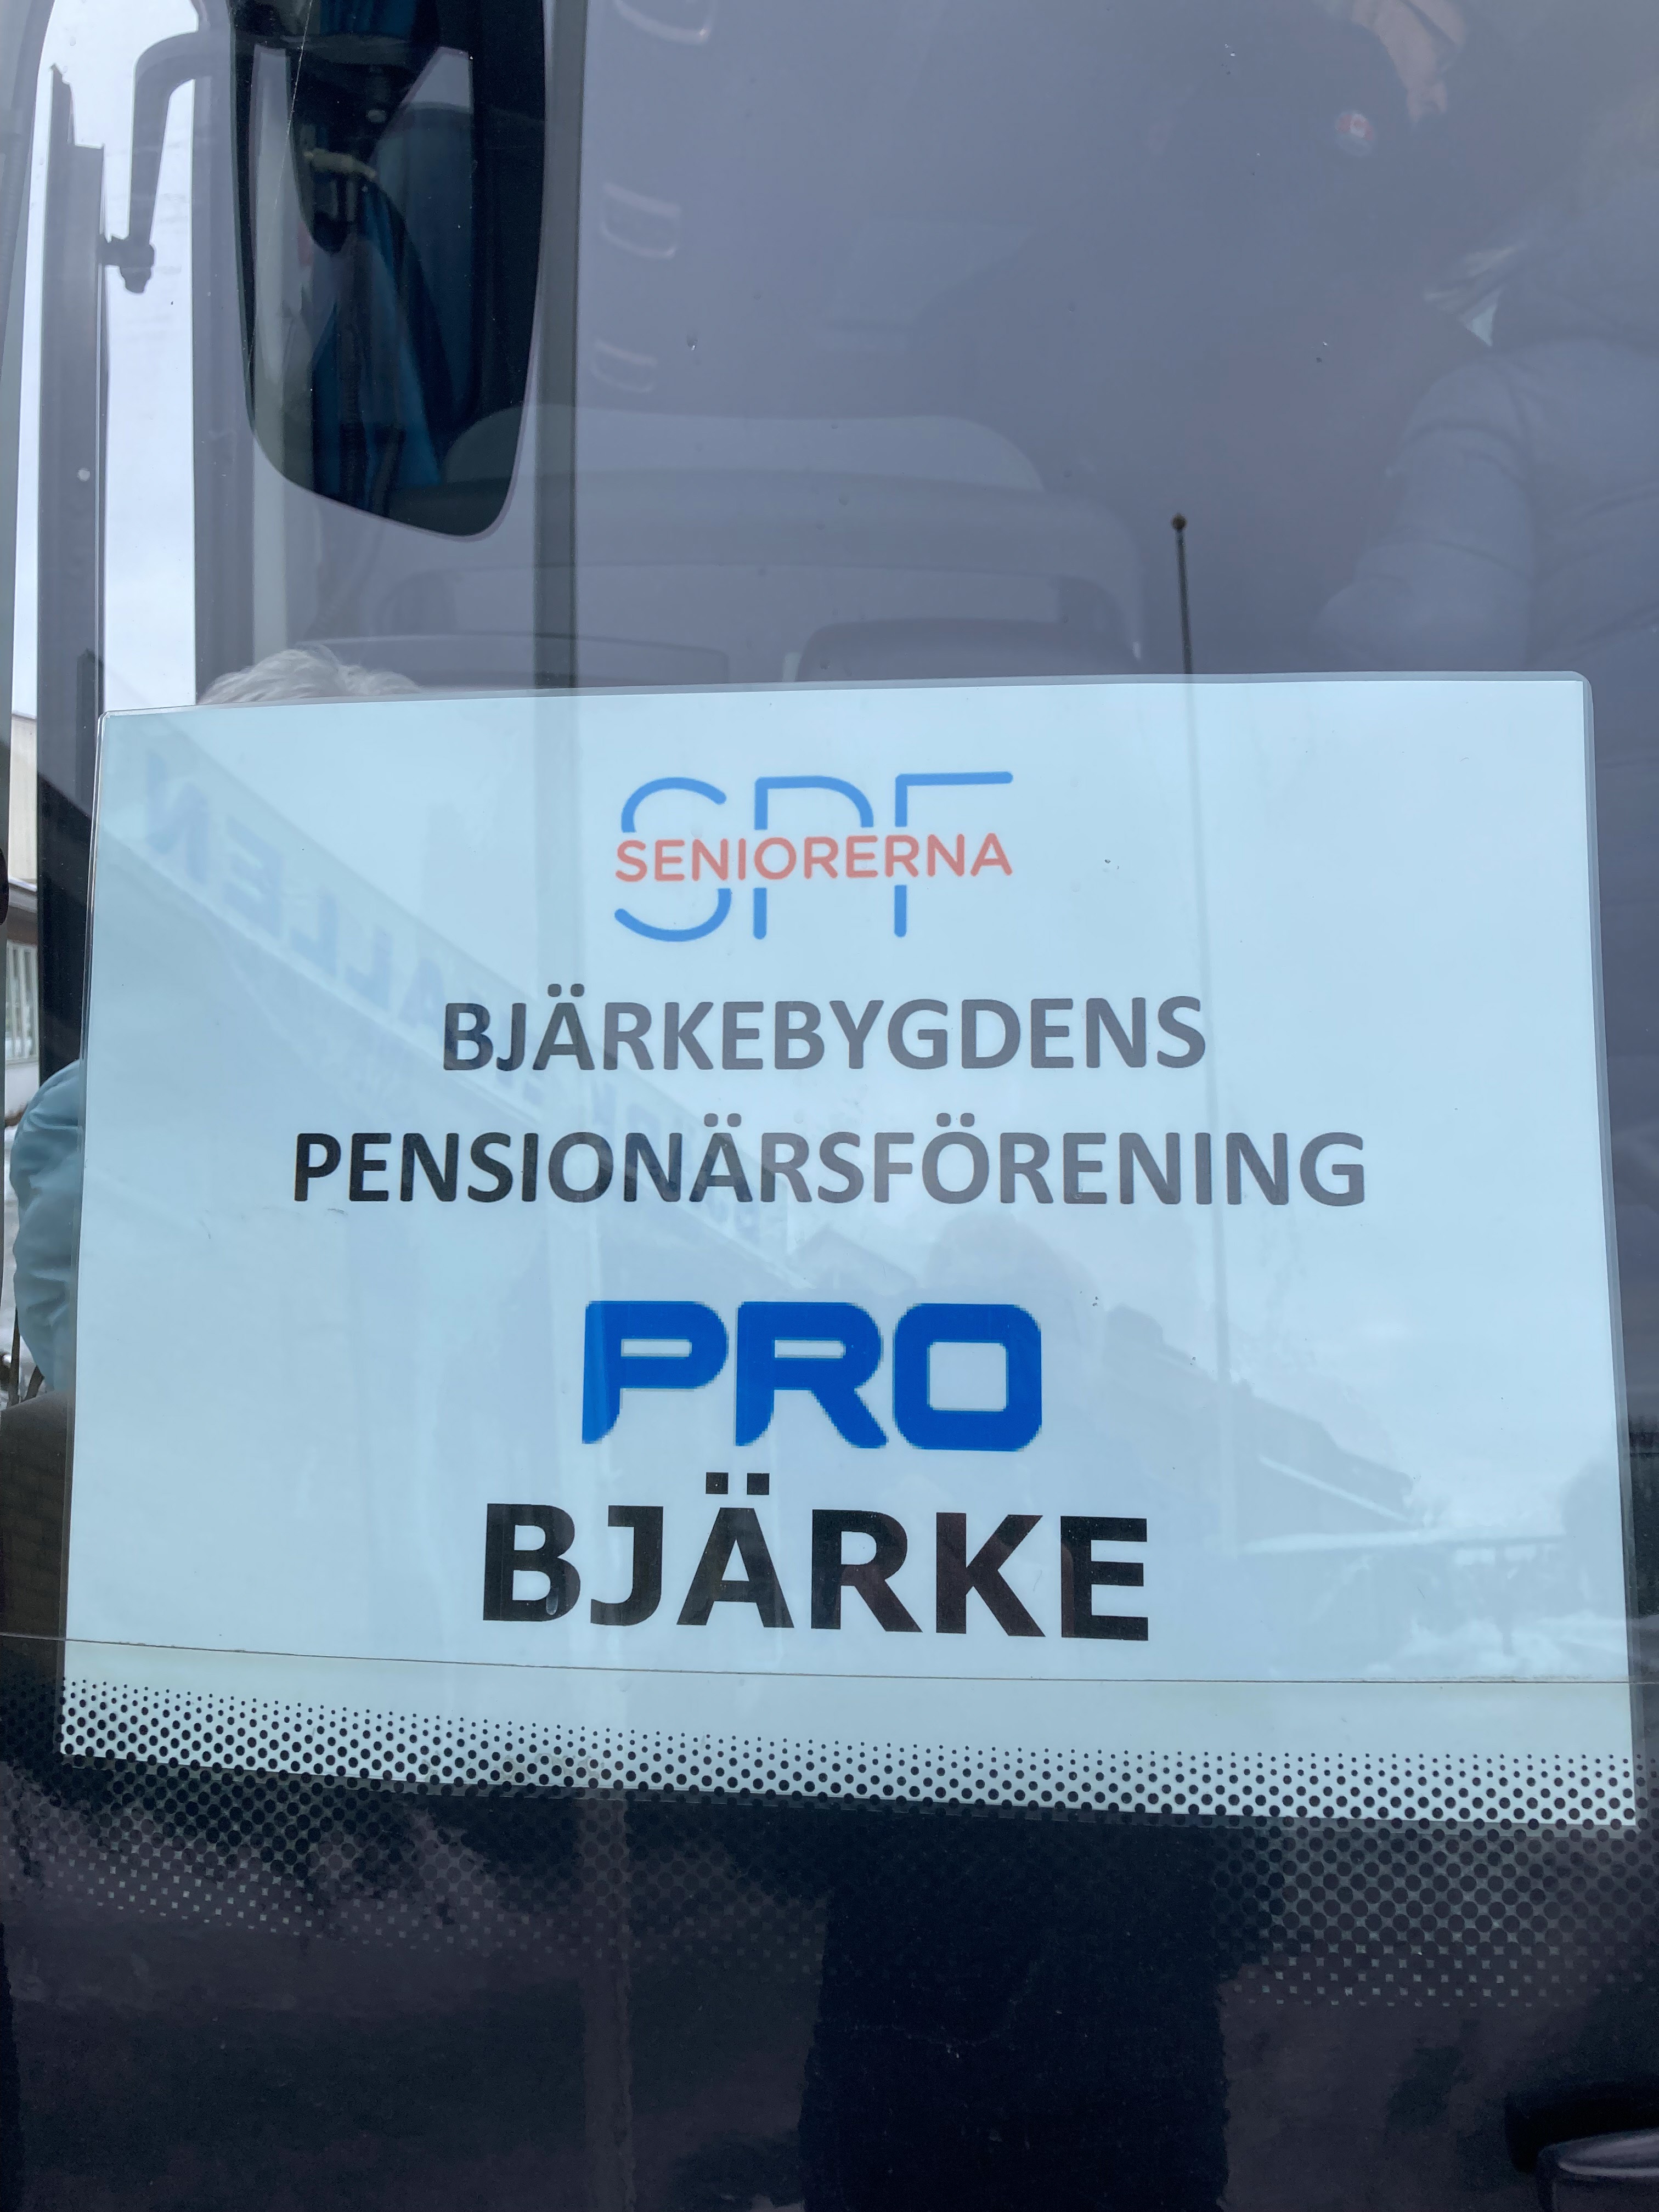 SPF
SENIORERNA
BJÄRKEBYGDENS
PENSIONÄRSFÖRENING
PRO
BJÄRKE